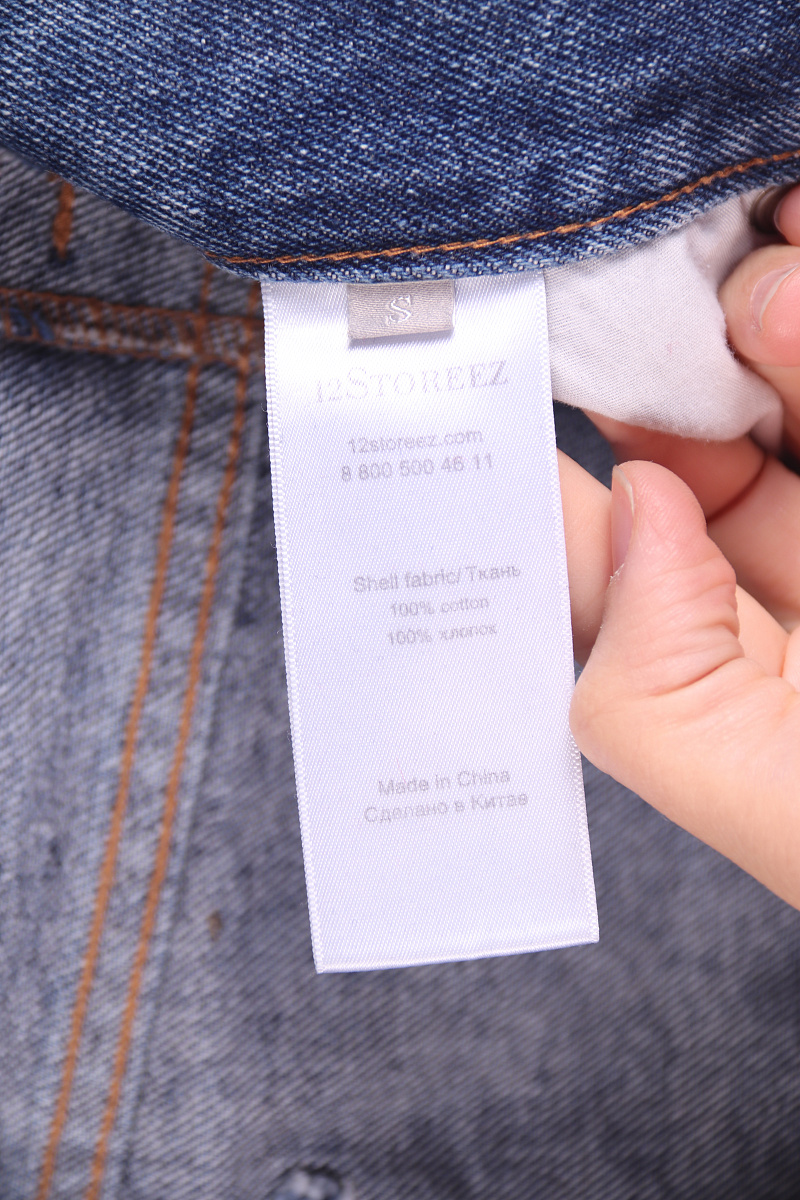 S
12STOREEZ
12storeez.com
8 800 500 46 11
Shell fabric/Ткань
100% cotton
100% хлопок
Made in China
Сделано в Китае